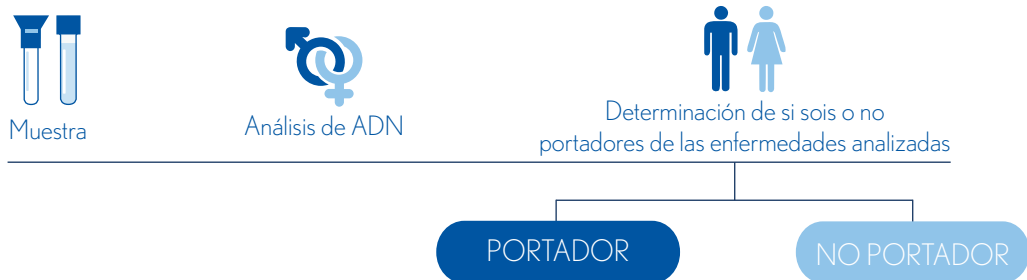 Muestra
Análisis de ADN
Determinación de si sois o no
portadores de las enfermedades analizadas
PORTADOR
NO PORTADOR